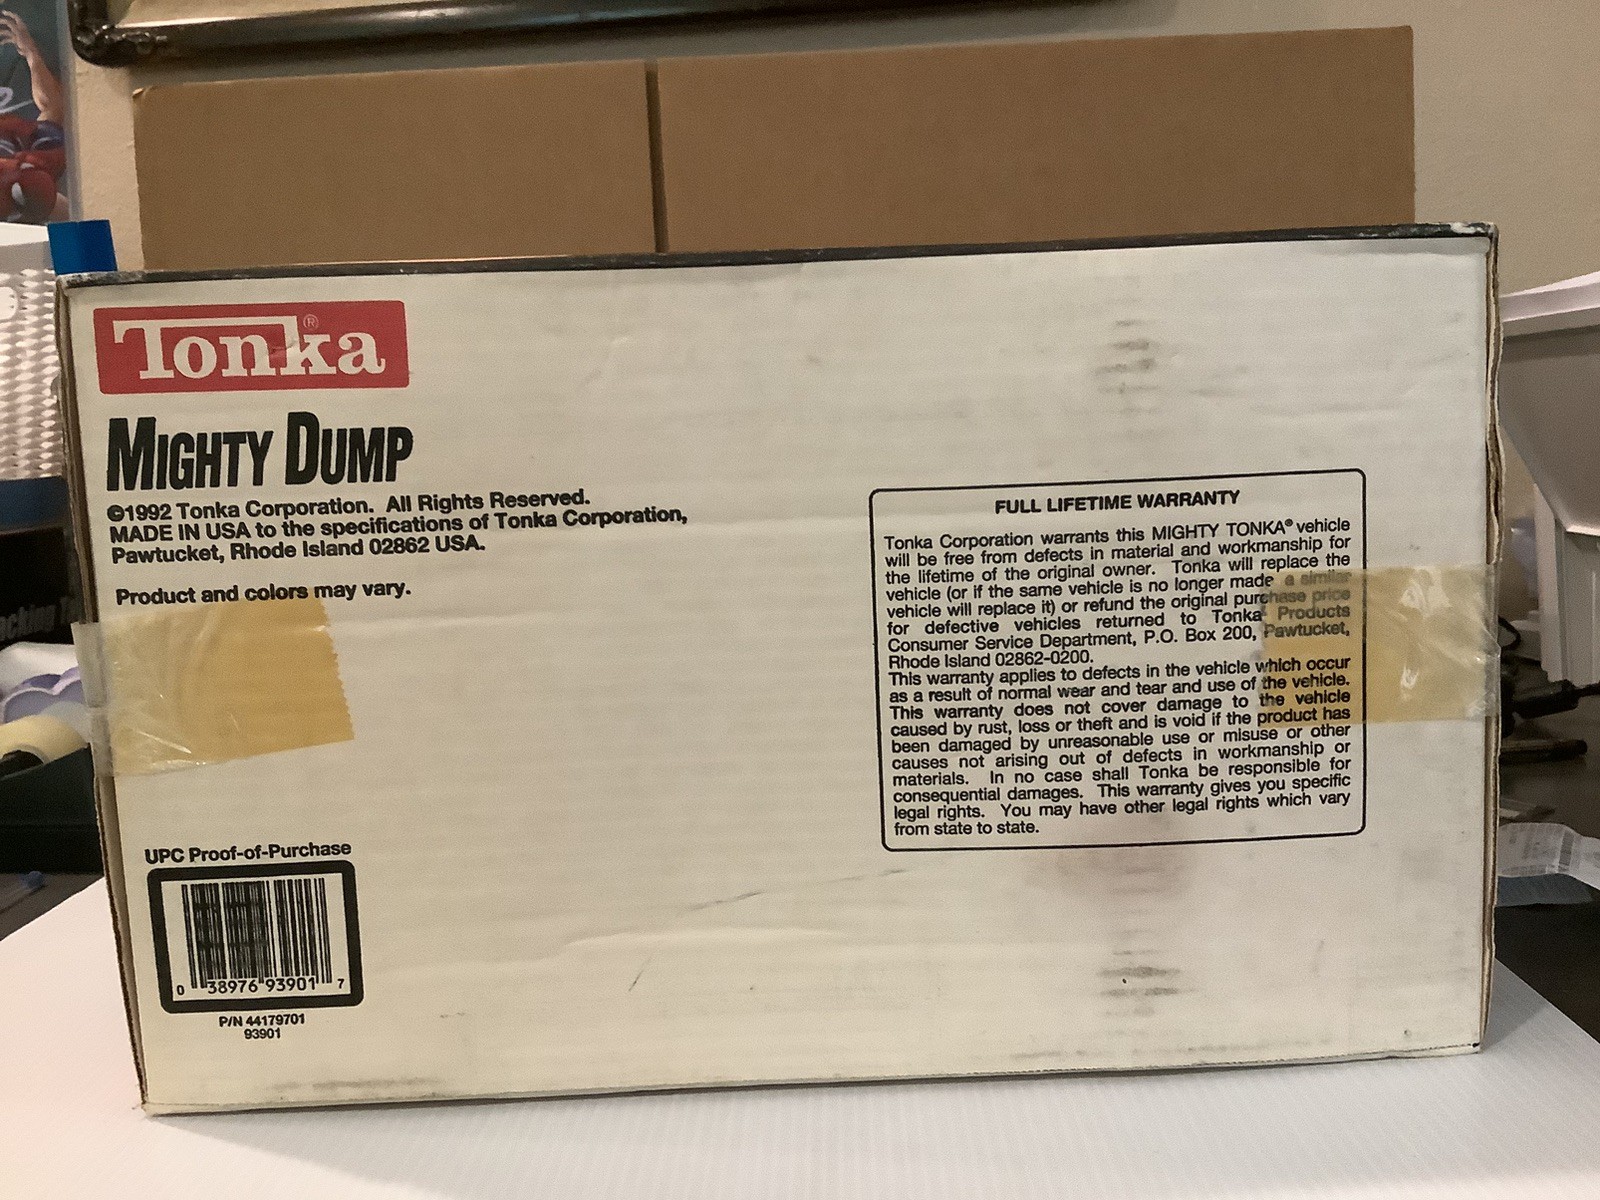 Tonka®
MIGHTY DUMP
©1992 Tonka Corporation. All Rights Reserved.
MADE IN USA to the specifications of Tonka Corporation,
Pawtucket, Rhode Island 02862 USA.
Product and colors may vary.
FULL LIFETIME WARRANTY
Tonka Corporation warrants this MIGHTY TONKA® vehicle
will be free from defects in material and workmanship for
the lifetime of the original owner. Tonka will replace the
vehicle (or if the same vehicle is no longer made a similar
vehicle will replace it) or refund the original purchase price
for defective vehicles returned to Tonka Products
Consumer Service Department, P.O. Box 200, Pawtucket,
Rhode Island 02862-0200.
This warranty applies to defects in the vehicle which occur
as a result of normal wear and tear and use of the vehicle.
This warranty does not cover damage to the vehicle
caused by rust, loss or theft and is void if the product has
been damaged by unreasonable use or misuse or other
causes not arising out of defects in workmanship or
materials. In no case shall Tonka be responsible for
consequential damages. This warranty gives you specific
legal rights. You may have other legal rights which vary
from state to state.
UPC Proof-of-Purchase
0 38976 93901 7
P/N 44179701
93901